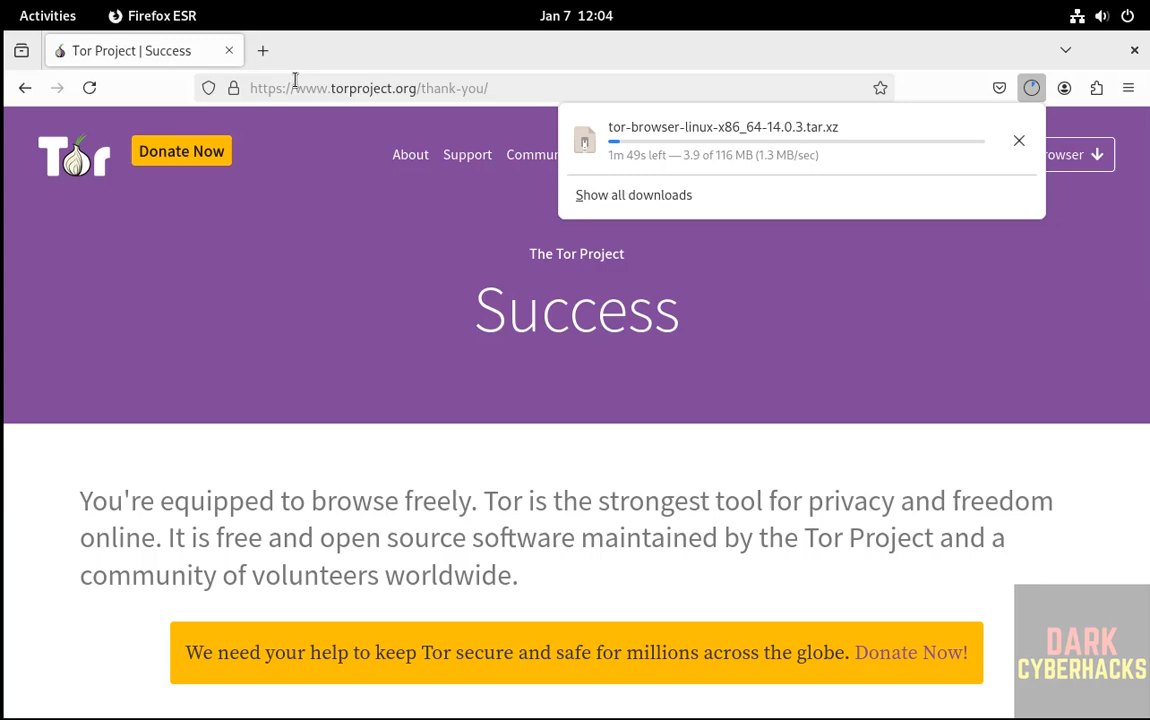 Activities
Firefox ESR
Jan 7 12:04
Tor Project | Success
https://www.torproject.org/thank-you/
tor-browser-linux-x86_64-14.0.3.tar.xz
1m 49s left — 3.9 of 116 MB (1.3 MB/sec)
Show all downloads
Tor
Donate Now
About
Support
Commun
rowser
The Tor Project
Success
You're equipped to browse freely. Tor is the strongest tool for privacy and freedom
online. It is free and open source software maintained by the Tor Project and a
community of volunteers worldwide.
We need your help to keep Tor secure and safe for millions across the globe. Donate Now!
DARK
CYBERHACKS